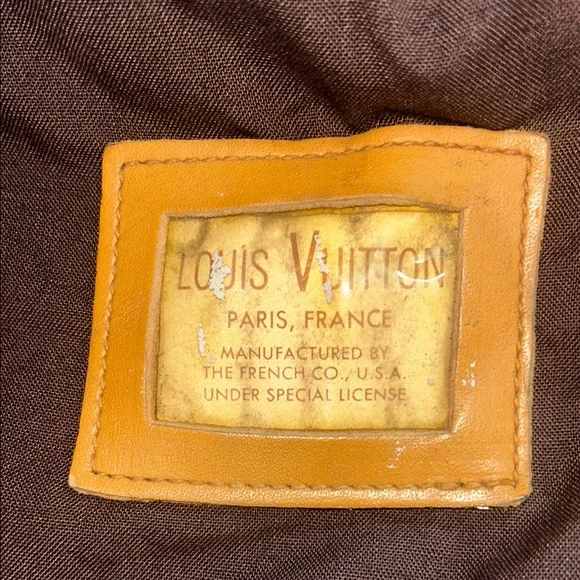 LOUIS VUITTON
PARIS, FRANCE
MANUFACTURED BY
THE FRENCH CO., U.S.A.
UNDER SPECIAL LICENSE